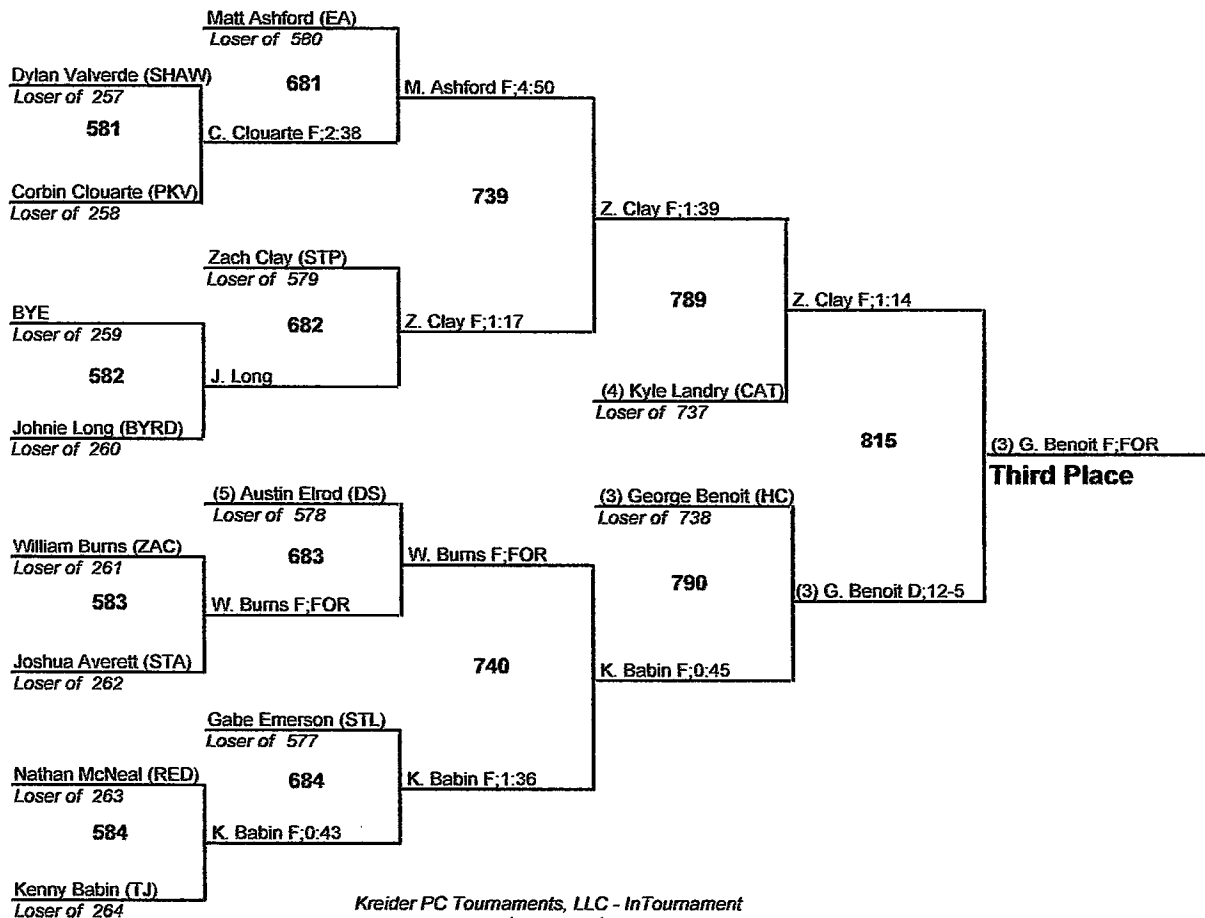 Matt Ashford (EA)
Loser of 580
Dylan Valverde (SHAW)
Loser of 257
681
M. Ashford F;4:50
581
C. Clouarte F;2:38
Corbin Clouarte (PKV)
Loser of 258
739
Z. Clay F;1:39
Zach Clay (STP)
Loser of 579
BYE
Loser of 259
682
Z. Clay F;1:17
789
Z. Clay F;1:14
582
J. Long
(4) Kyle Landry (CAT)
Loser of 737
Johnie Long (BYRD)
Loser of 260
815
(3) G. Benoit F;FOR
Third Place
(5) Austin Elrod (DS)
Loser of 578
(3) George Benoit (HC)
Loser of 738
William Burns (ZAC)
Loser of 261
683
W. Burns F;FOR
790
(3) G. Benoit D;12-5
583
W. Burns F;FOR
Joshua Averett (STA)
Loser of 262
740
K. Babin F;0:45
Gabe Emerson (STL)
Loser of 577
Nathan McNeal (RED)
Loser of 263
684
K. Babin F;1:36
584
K. Babin F;0:43
Kenny Babin (TJ)
Loser of 264
Kreider PC Tournaments, LLC - InTournament